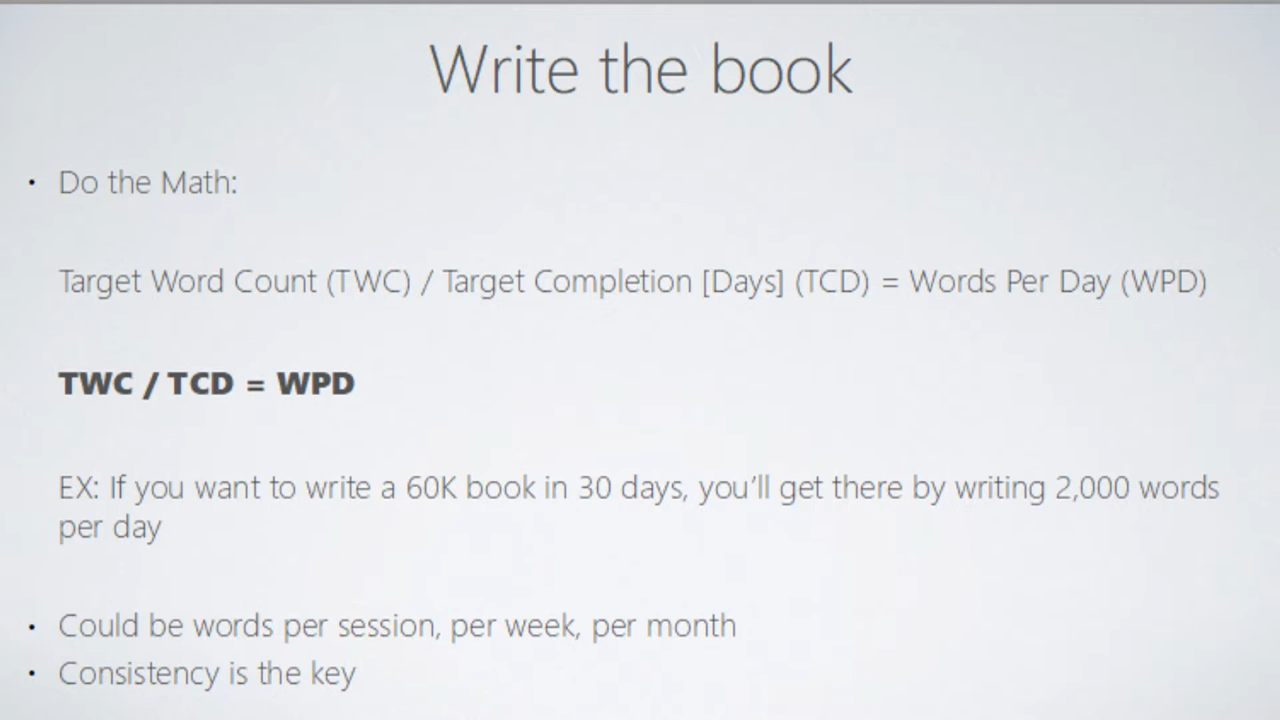 Write the book
• Do the Math:
Target Word Count (TWC) / Target Completion [Days] (TCD) = Words Per Day (WPD)
TWC / TCD = WPD
EX: If you want to write a 60K book in 30 days, you’ll get there by writing 2,000 words
per day
• Could be words per session, per week, per month
• Consistency is the key